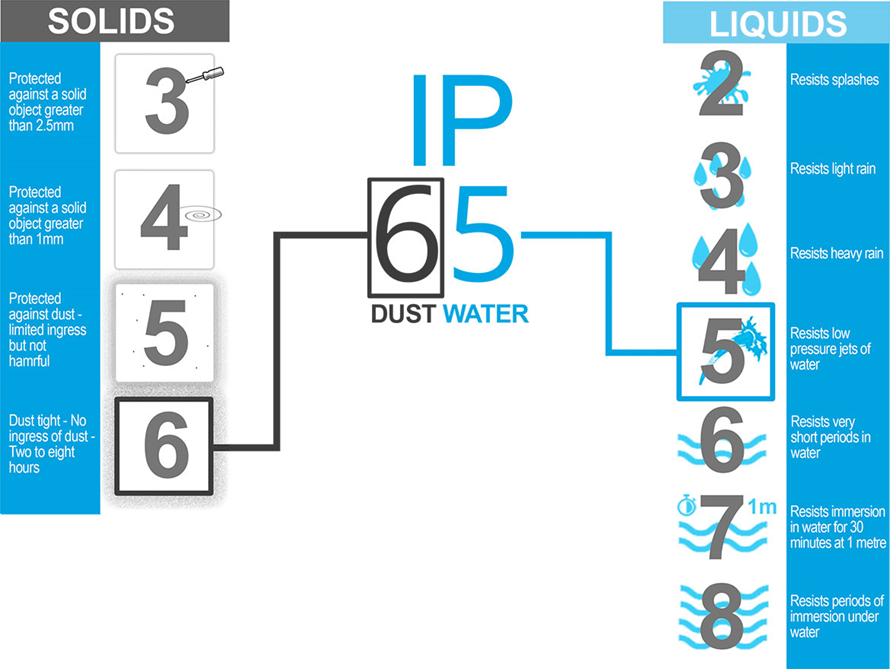 SOLIDS
Protected
against a solid
object greater
than 2.5mm
3
Protected
against a solid
object greater
than 1mm
4
Protected
against dust -
limited ingress
but not
hamrful
5
Dust tight - No
ingress of dust -
Two to eight
hours
6
IP
65
DUST WATER
LIQUIDS
2
Resists splashes
3
Resists light rain
4
Resists heavy rain
5
Resists low
pressure jets of
water
6
Resists very
short periods in
water
7
1m
Resists immersion
in water for 30
minutes at 1 metre
8
Resists periods of
immersion under
water